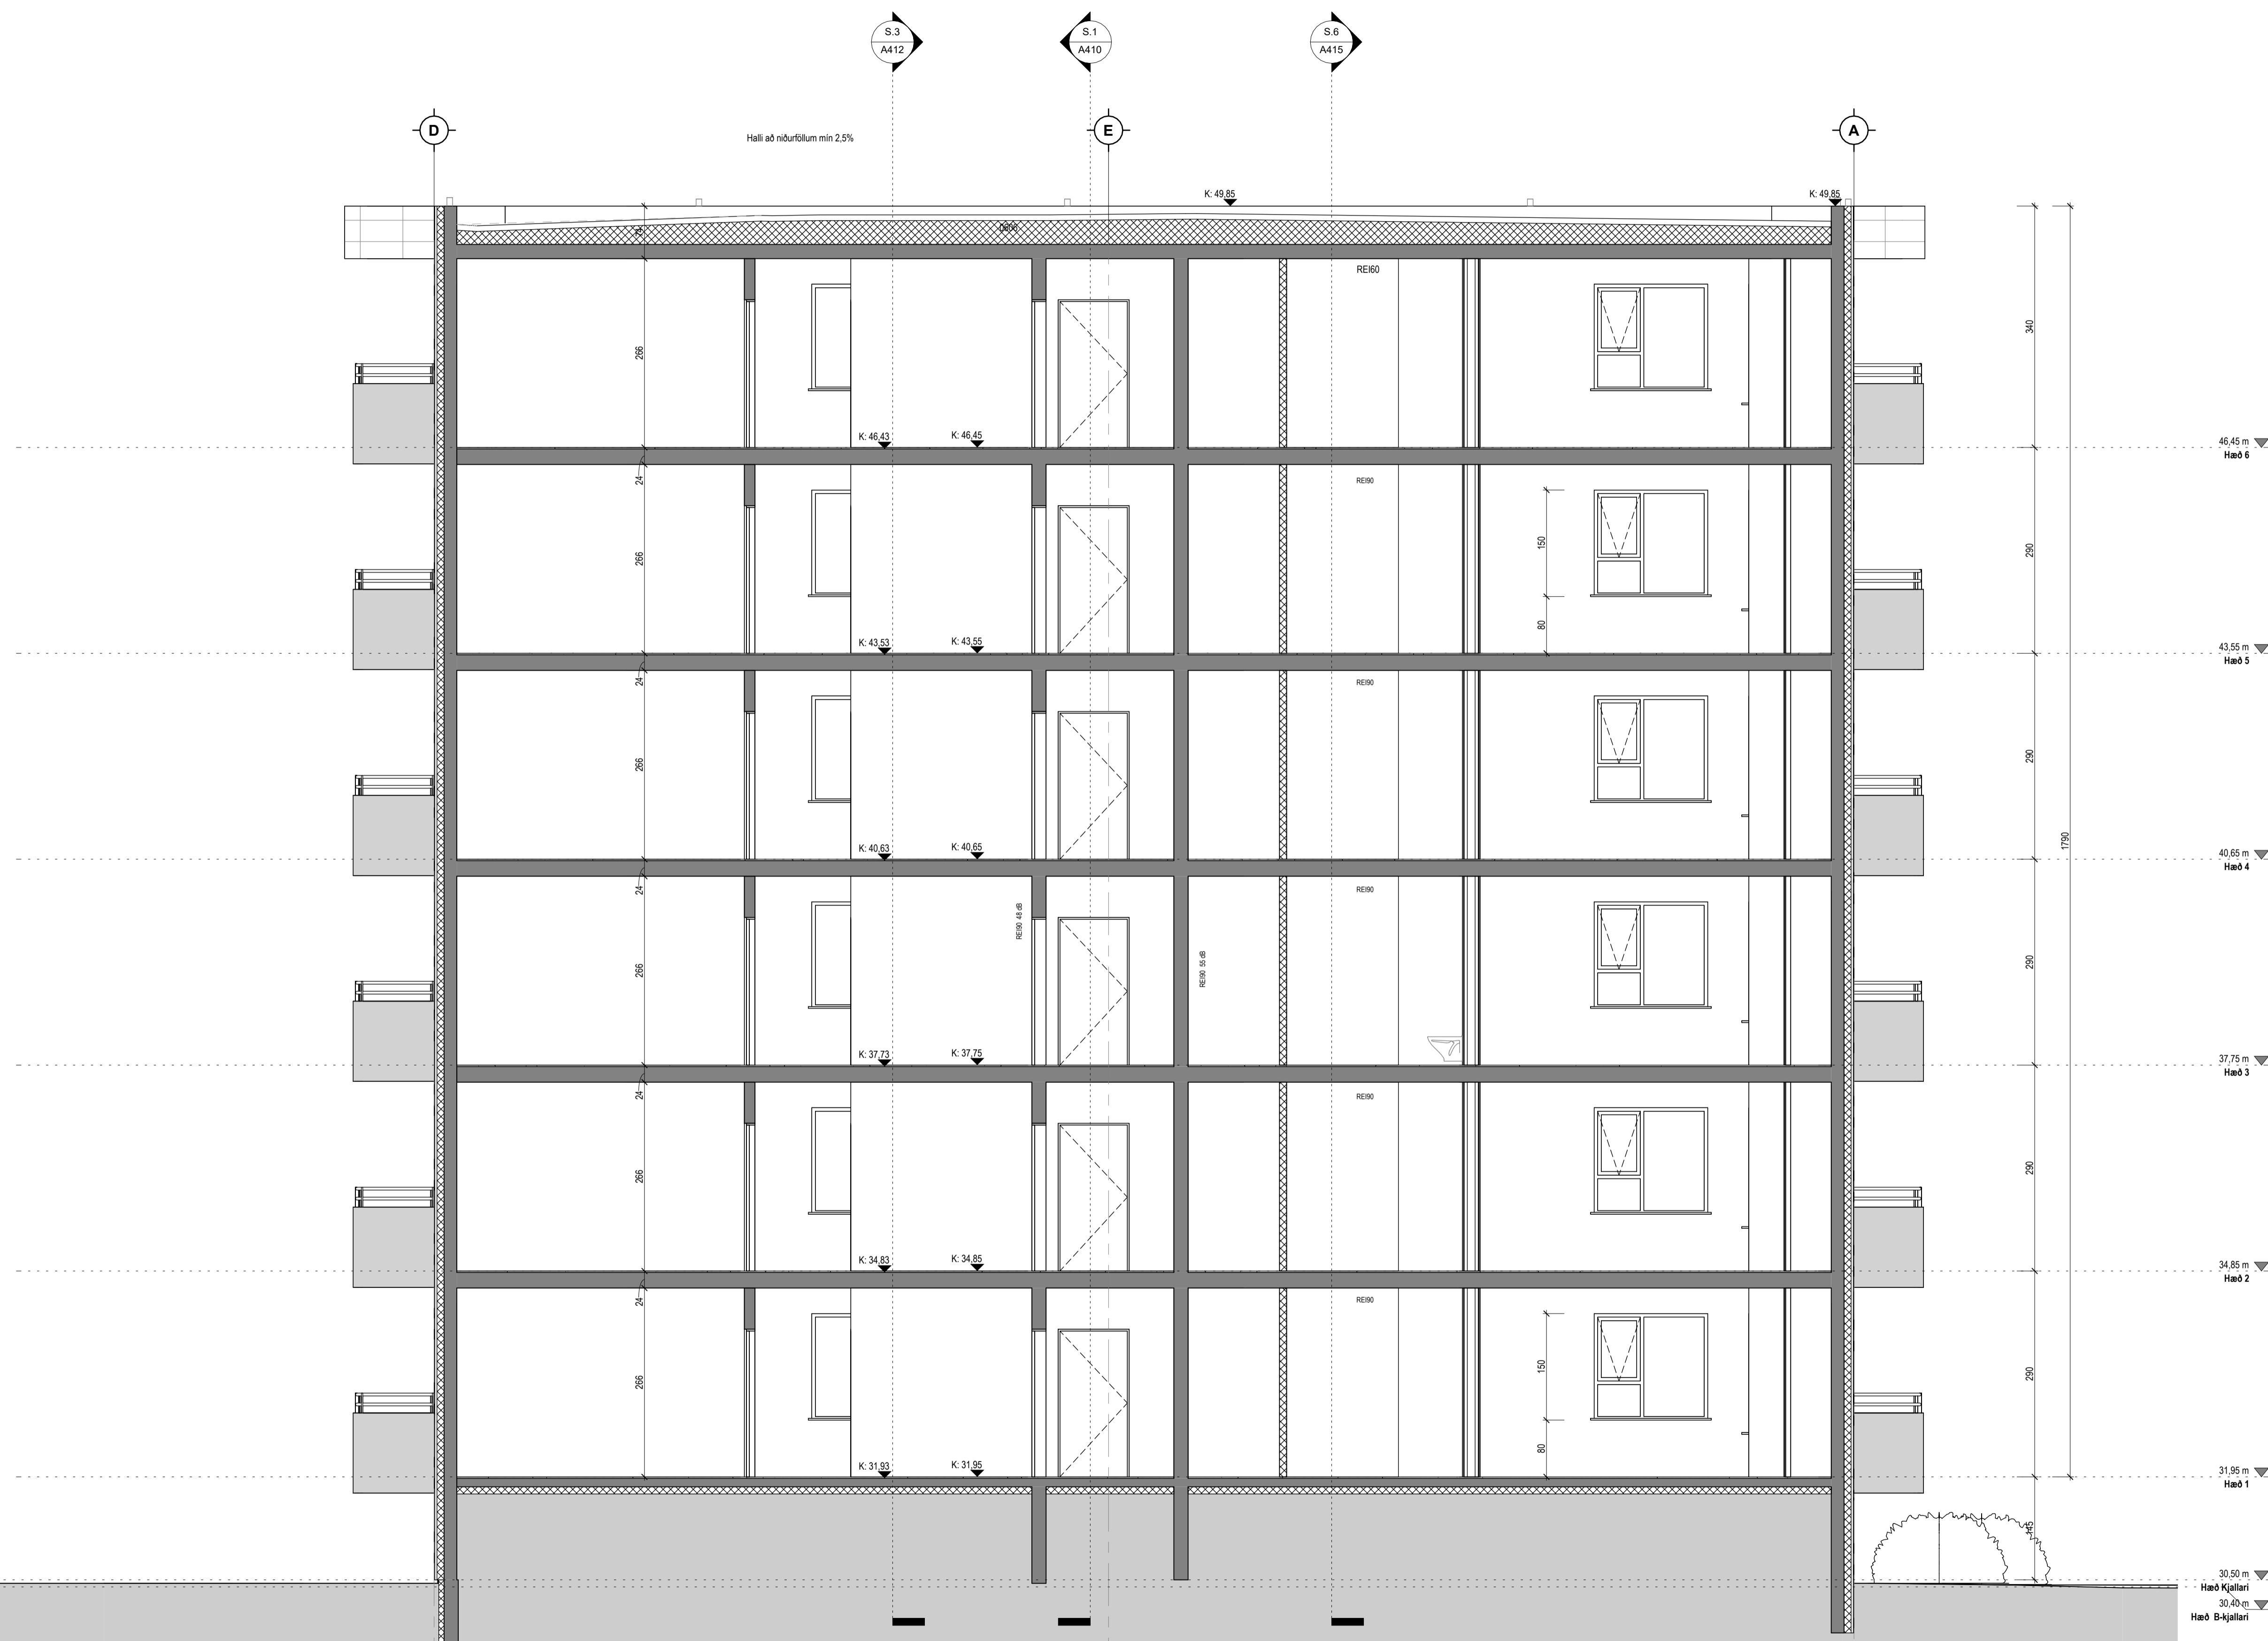 S.3
A412
S.1
A410
S.6
A415
D
E
A
Halli að niðurföllum mín 2,5%
K: 49,85
K: 49,85
74
D606
REI60
266
340
K: 46,43
K: 46,45
46,45 m
Hæð 6
24
REI90
150
266
290
80
K: 43,53
K: 43,55
43,55 m
Hæð 5
24
REI90
266
290
1790
K: 40,63
K: 40,65
40,65 m
Hæð 4
24
REI90
REI90 48 dB
REI90 55 dB
266
290
K: 37,73
K: 37,75
37,75 m
Hæð 3
24
REI90
266
290
K: 34,83
K: 34,85
34,85 m
Hæð 2
24
REI90
150
266
290
80
K: 31,93
K: 31,95
31,95 m
Hæð 1
145
30,50 m
Hæð Kjallari
30,40 m
Hæð B-kjallari